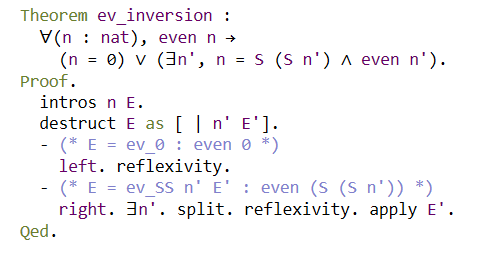 Theorem ev_inversion :
∀(n : nat), even n →
(n = 0) ∨ (∃n', n = S (S n') ∧ even n').
Proof.
intros n E.
destruct E as [ | n' E'].
- (* E = ev_0 : even 0 *)
left. reflexivity.
- (* E = ev_SS n' E' : even (S (S n')) *)
right. ∃n'. split. reflexivity. apply E'.
Qed.